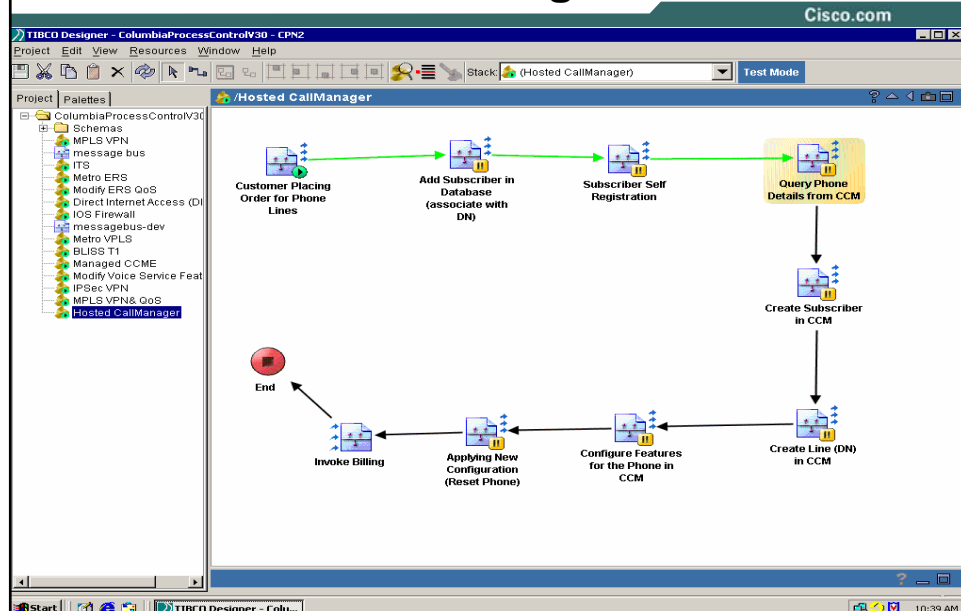 Cisco.com
TIBCO Designer - ColumbiaProcessControlV30 - CPN2
Project Edit View Resources Window Help
Stack: (Hosted CallManager) Test Mode
Project Palettes
/Hosted CallManager
ColumbiaProcessControlV3(
Schemas
MPLS VPN
message bus
ITS
Metro ERS
Modify ERS QoS
Direct Internet Access (DI
IOS Firewall
messagebus-dev
Metro VPLS
BLISS T1
Managed CCME
Modify Voice Service Feat
IPSec VPN
MPLS VPN& QoS
Hosted CallManager
Customer Placing
Order for Phone
Lines
Add Subscriber in
Database
(associate with
DN)
Subscriber Self
Registration
Query Phone
Details from CCM
Create Subscriber
in CCM
Create Line (DN)
in CCM
Configure Features
for the Phone in
CCM
Applying New
Configuration
(Reset Phone)
Invoke Billing
End
Start TIBCO Designer - Colu... 10:39 AM